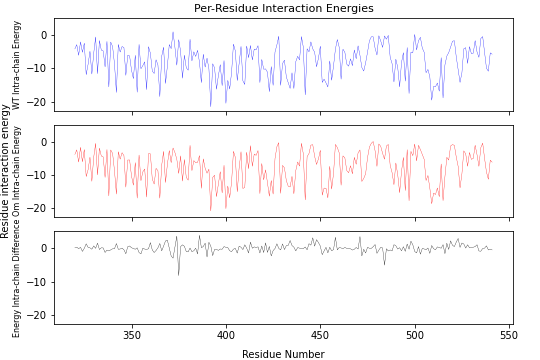 Per-Residue Interaction Energies
Residue interaction energy
WT Intra-chain Energy
0
−10
−20
Om Intra-chain Energy
0
−10
−20
Energy Intra-chain Difference
0
−10
−20
350
400
450
500
550
Residue Number